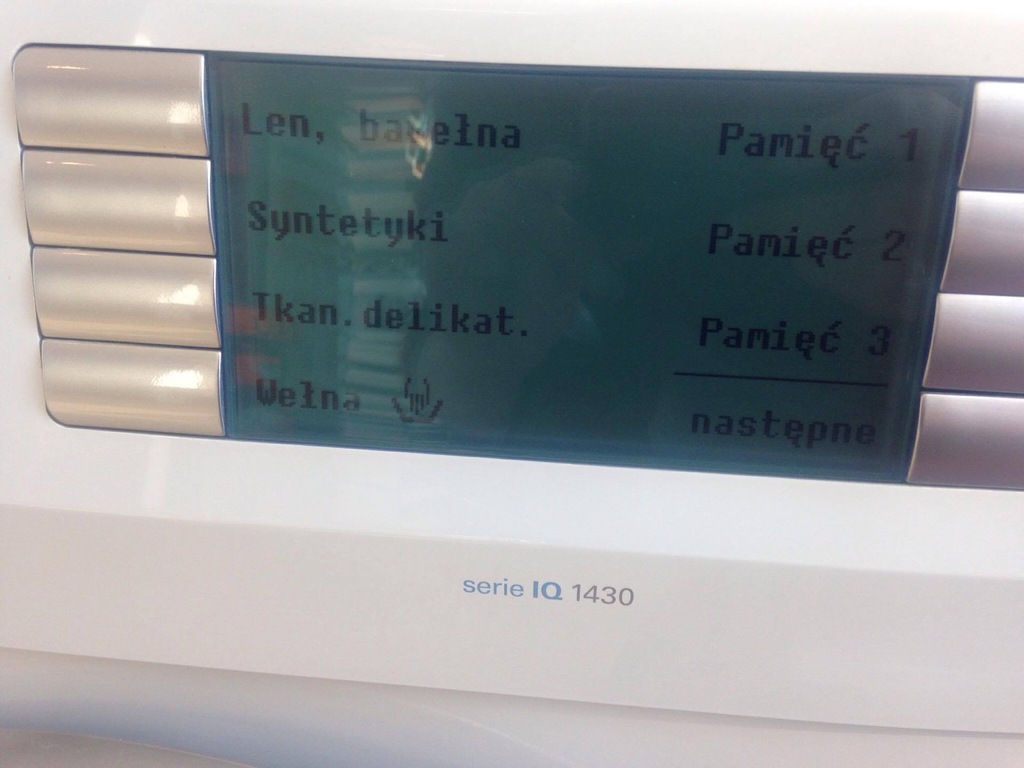 Len, bawełna
Syntetyki
Tkan.delikat.
Wełna
Pamięć 1
Pamięć 2
Pamięć 3
następne
serie IQ 1430